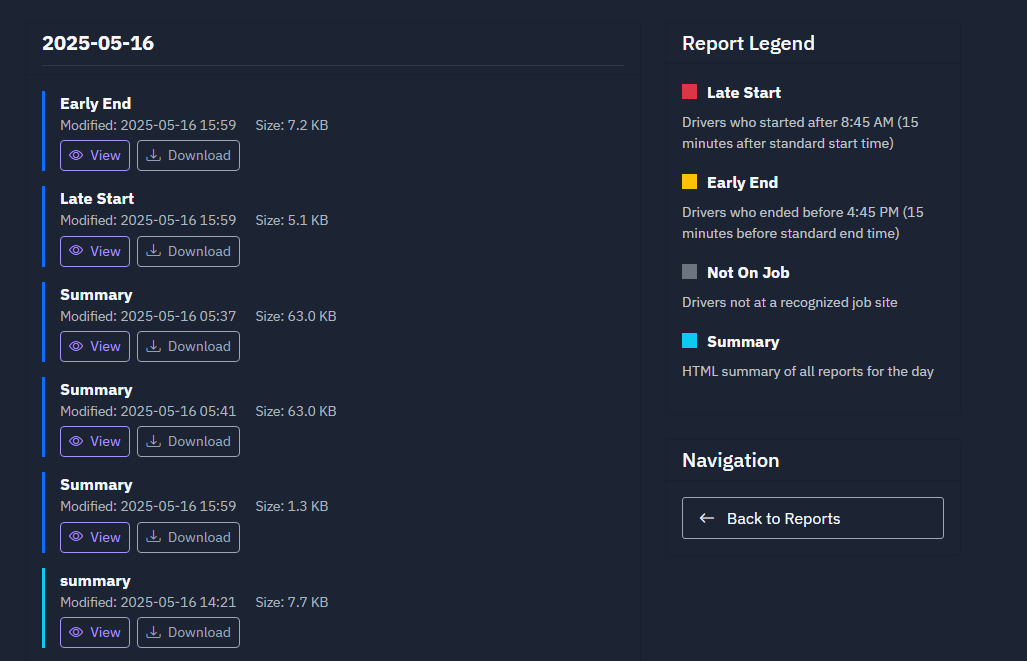 2025-05-16
Early End
Modified: 2025-05-16 15:59 Size: 7.2 KB
View Download
Late Start
Modified: 2025-05-16 15:59 Size: 5.1 KB
View Download
Summary
Modified: 2025-05-16 05:37 Size: 63.0 KB
View Download
Summary
Modified: 2025-05-16 05:41 Size: 63.0 KB
View Download
Summary
Modified: 2025-05-16 15:59 Size: 1.3 KB
View Download
summary
Modified: 2025-05-16 14:21 Size: 7.7 KB
View Download
Report Legend
Late Start
Drivers who started after 8:45 AM (15
minutes after standard start time)
Early End
Drivers who ended before 4:45 PM (15
minutes before standard end time)
Not On Job
Drivers not at a recognized job site
Summary
HTML summary of all reports for the day
Navigation
← Back to Reports